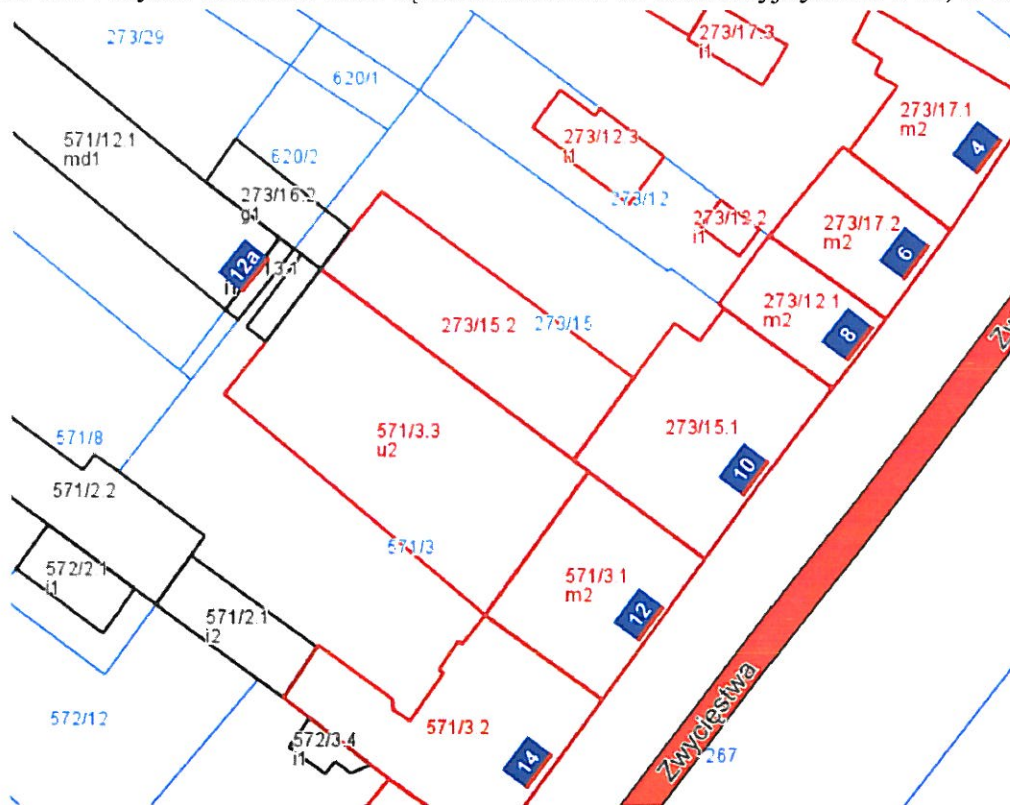 273/29
620/1
273/17.3
i1
273/17.1
m2
4
571/12.1
md1
620/2
273/12.3
i1
273/16.2
g1
273/12
273/12.2
i1
273/17.2
m2
6
12a
13.1
i1
273/12.1
m2
8
273/15.2
273/15
571/8
571/3.3
u2
273/15.1
10
571/2.2
571/3
572/2.1
i1
571/3.1
m2
12
571/2.1
i2
572/12
571/3.2
572/3.4
i1
14
Zwycięstwa
267